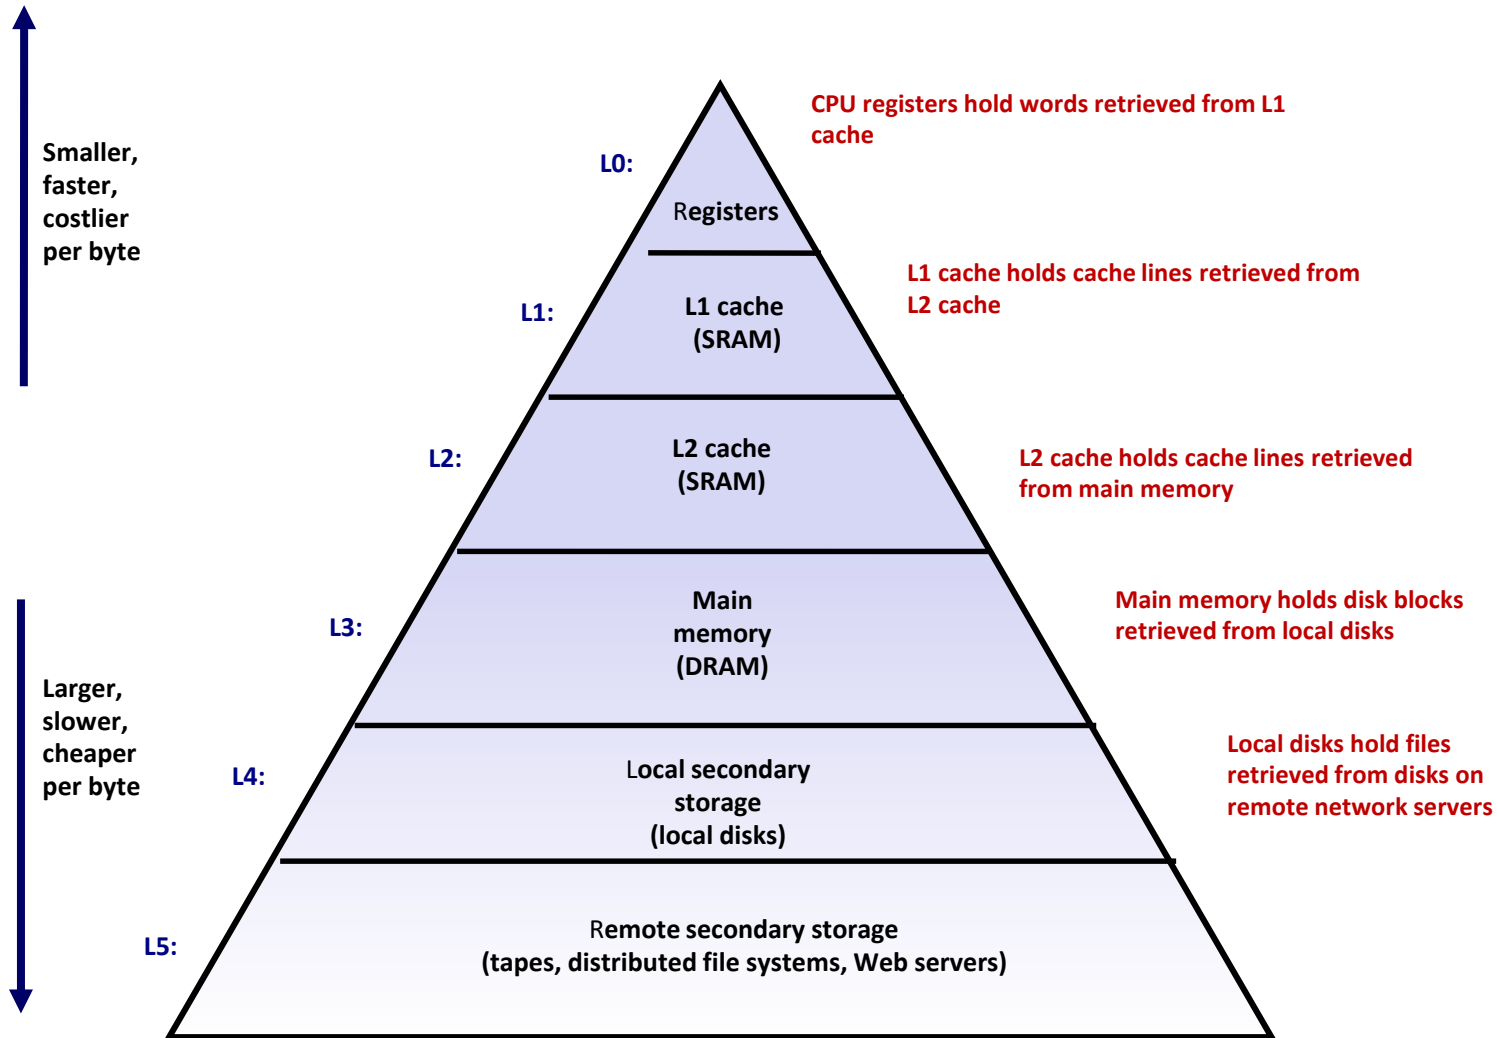 Smaller,
faster,
costlier
per byte
Larger,
slower,
cheaper
per byte
L0:
Registers
CPU registers hold words retrieved from L1
cache
L1:
L1 cache
(SRAM)
L1 cache holds cache lines retrieved from
L2 cache
L2:
L2 cache
(SRAM)
L2 cache holds cache lines retrieved
from main memory
L3:
Main
memory
(DRAM)
Main memory holds disk blocks
retrieved from local disks
L4:
Local secondary
storage
(local disks)
Local disks hold files
retrieved from disks on
remote network servers
L5:
Remote secondary storage
(tapes, distributed file systems, Web servers)